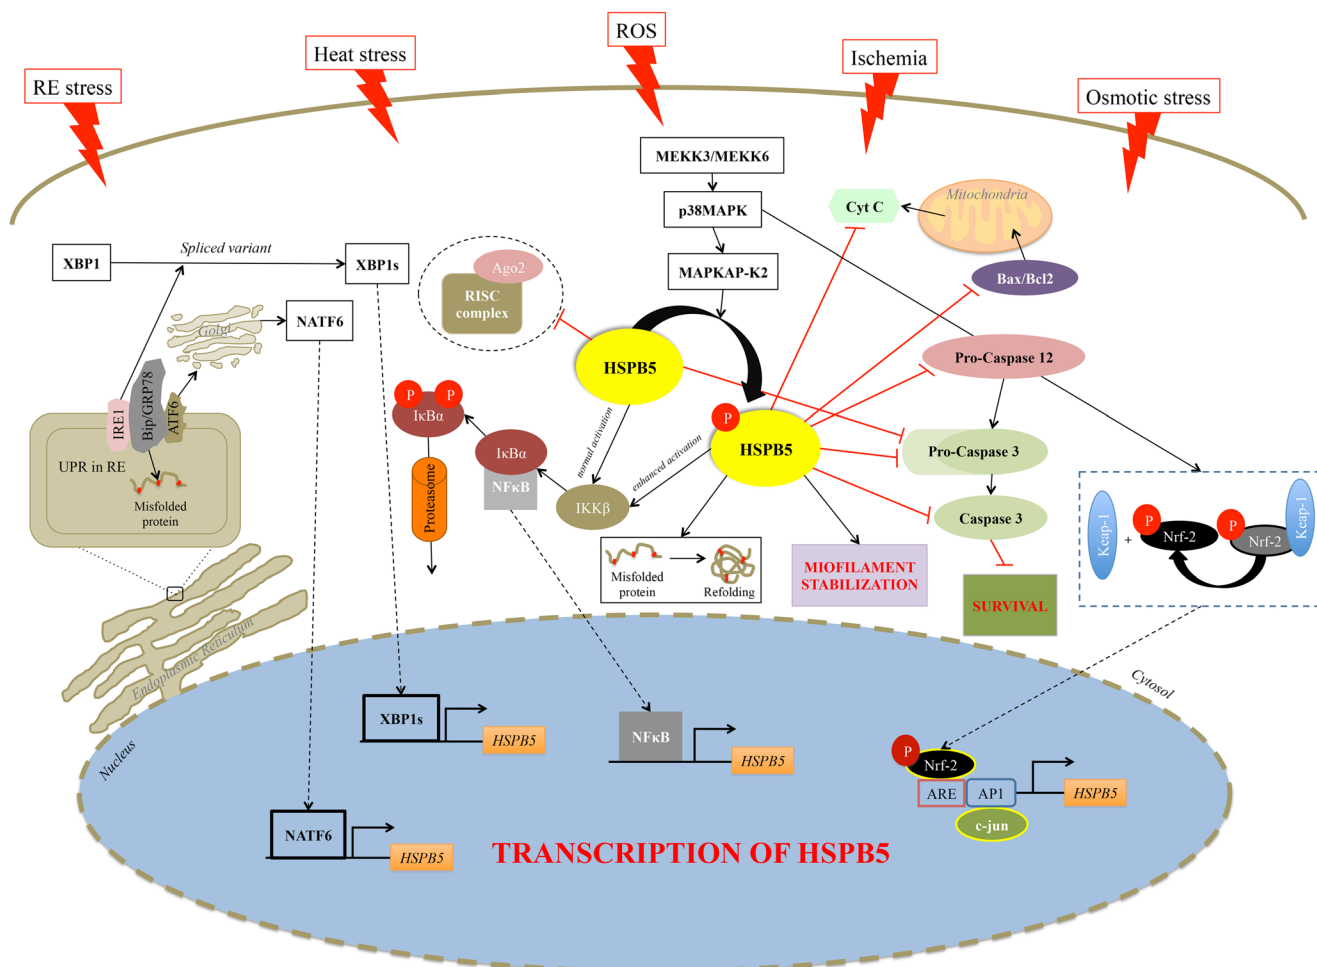 RE stress
Heat stress
ROS
Ischemia
Osmotic stress
MEKK3/MEKK6
p38MAPK
MAPKAP-K2
Cyt C
Mitochondria
Bax/Bcl2
XBP1
Spliced variant
XBP1s
Golgi
NATF6
Ago2
RISC
complex
HSPB5
Pro-Caspase 12
IRE1
Bip/GRP78
ATF6
UPR in RE
Misfolded
protein
P
P
IκBα
IκBα
NFκB
Proteasome
normal activation
enhanced activation
IKKβ
P
HSPB5
Pro-Caspase 3
Caspase 3
SURVIVAL
Misfolded
protein
Refolding
MIOFILAMENT
STABILIZATION
Keap-1
+
P
Nrf-2
P
Nrf-2
Keap-1
Endoplasmic Reticulum
Nucleus
Cytosol
XBP1s
HSPB5
NFκB
HSPB5
P
Nrf-2
ARE
AP1
c-jun
HSPB5
NATF6
HSPB5
TRANSCRIPTION OF HSPB5